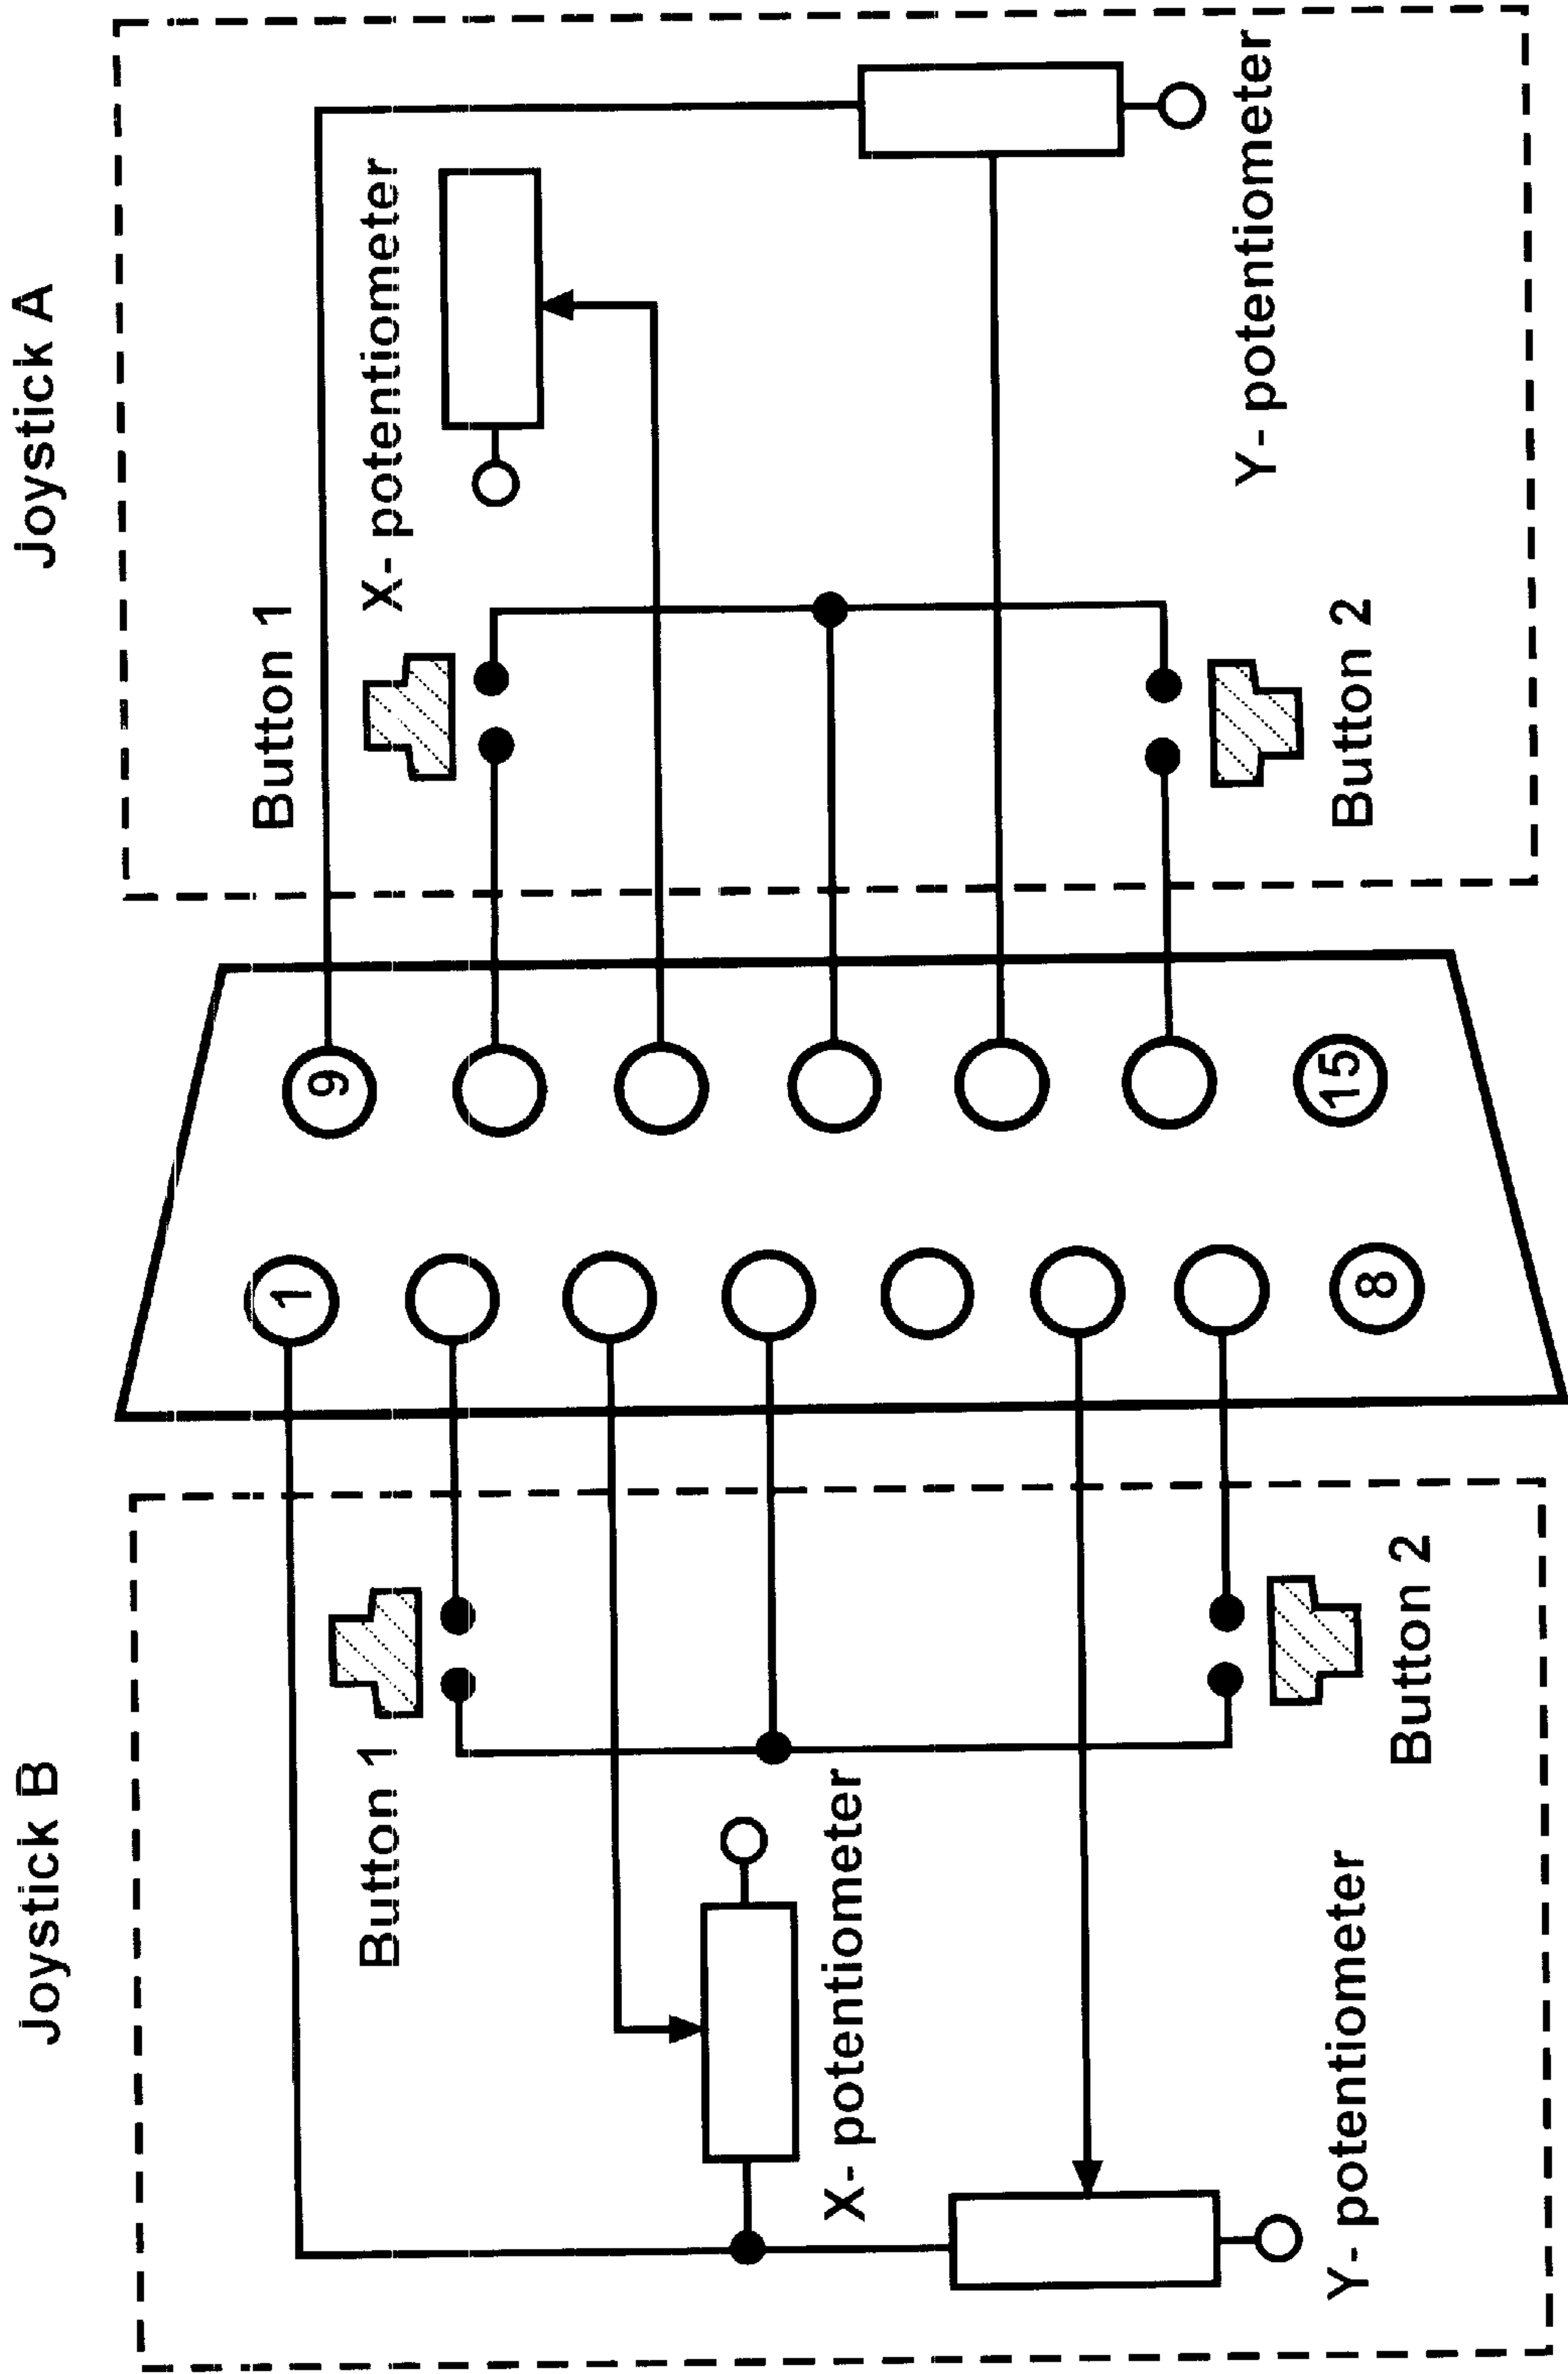 Joystick A
X- potentiometer
Button 1
Y- potentiometer
Button 2
9
15
1
8
Joystick B
Button 1
Button 2
X- potentiometer
Y- potentiometer